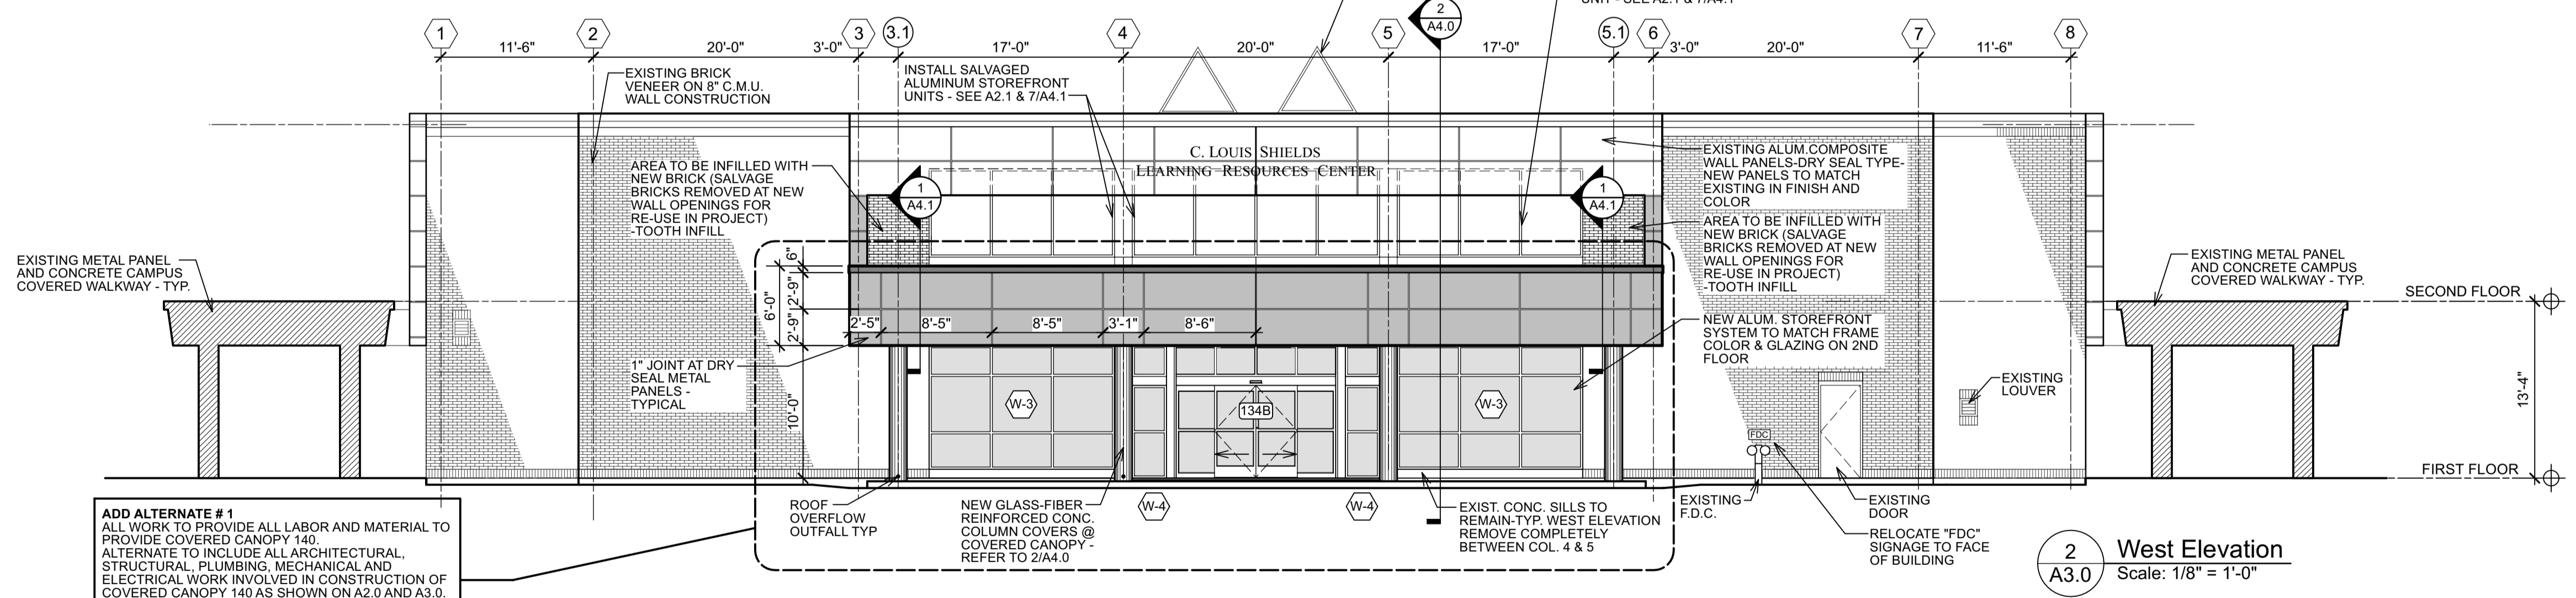 UNIT - SEE A2.1 & 7/A4.1
2
A4.0
1
2
3
3.1
4
5
5.1
6
7
8
11'-6"
20'-0"
3'-0"
17'-0"
20'-0"
17'-0"
3'-0"
20'-0"
11'-6"
EXISTING BRICK
VENEER ON 8" C.M.U.
WALL CONSTRUCTION
INSTALL SALVAGED
ALUMINUM STOREFRONT
UNITS - SEE A2.1 & 7/A4.1
C. LOUIS SHIELDS
LEARNING RESOURCES CENTER
AREA TO BE INFILLED WITH
NEW BRICK (SALVAGE
BRICKS REMOVED AT NEW
WALL OPENINGS FOR
RE-USE IN PROJECT)
-TOOTH INFILL
1
A4.1
1
A4.1
EXISTING ALUM.COMPOSITE
WALL PANELS-DRY SEAL TYPE-
NEW PANELS TO MATCH
EXISTING IN FINISH AND
COLOR
AREA TO BE INFILLED WITH
NEW BRICK (SALVAGE
BRICKS REMOVED AT NEW
WALL OPENINGS FOR
RE-USE IN PROJECT)
-TOOTH INFILL
EXISTING METAL PANEL
AND CONCRETE CAMPUS
COVERED WALKWAY - TYP.
EXISTING METAL PANEL
AND CONCRETE CAMPUS
COVERED WALKWAY - TYP.
6"
2'-9"
6'-0"
2'-9"
10'-0"
2'-5"
8'-5"
8'-5"
3'-1"
8'-6"
SECOND FLOOR
13'-4"
FIRST FLOOR
NEW ALUM. STOREFRONT
SYSTEM TO MATCH FRAME
COLOR & GLAZING ON 2ND
FLOOR
1" JOINT AT DRY
SEAL METAL
PANELS -
TYPICAL
W-3
134B
W-3
EXISTING
LOUVER
FDC
ROOF
OVERFLOW
OUTFALL TYP
NEW GLASS-FIBER
REINFORCED CONC.
COLUMN COVERS @
COVERED CANOPY -
REFER TO 2/A4.0
W-4
W-4
EXIST. CONC. SILLS TO
REMAIN-TYP. WEST ELEVATION
REMOVE COMPLETELY
BETWEEN COL. 4 & 5
EXISTING
F.D.C.
EXISTING
DOOR
RELOCATE "FDC"
SIGNAGE TO FACE
OF BUILDING
ADD ALTERNATE # 1
ALL WORK TO PROVIDE ALL LABOR AND MATERIAL TO
PROVIDE COVERED CANOPY 140.
ALTERNATE TO INCLUDE ALL ARCHITECTURAL,
STRUCTURAL, PLUMBING, MECHANICAL AND
ELECTRICAL WORK INVOLVED IN CONSTRUCTION OF
COVERED CANOPY 140 AS SHOWN ON A2.0 AND A3.0.
2
A3.0
West Elevation
Scale: 1/8" = 1'-0"